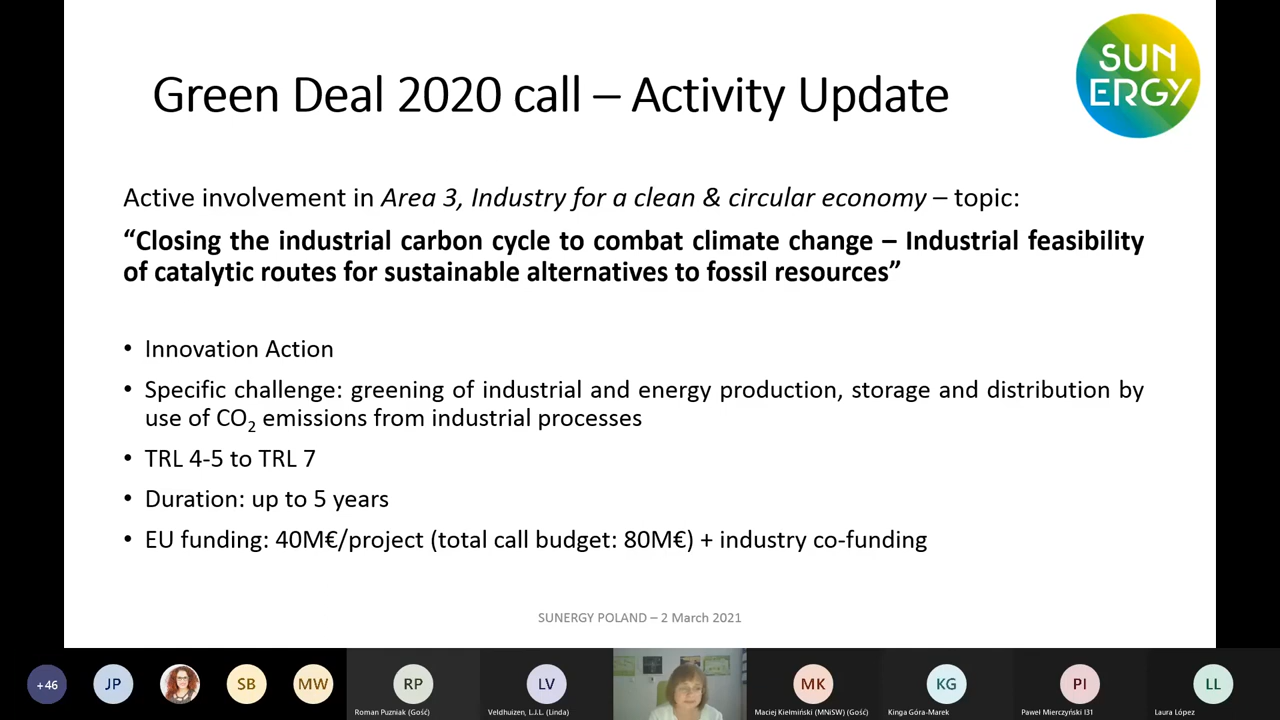 SUN
ERGY
Green Deal 2020 call – Activity Update
Active involvement in Area 3, Industry for a clean & circular economy – topic:
“Closing the industrial carbon cycle to combat climate change – Industrial feasibility
of catalytic routes for sustainable alternatives to fossil resources”
• Innovation Action
• Specific challenge: greening of industrial and energy production, storage and distribution by
use of CO₂ emissions from industrial processes
• TRL 4-5 to TRL 7
• Duration: up to 5 years
• EU funding: 40M€/project (total call budget: 80M€) + industry co-funding
SUNERGY POLAND – 2 March 2021
+46 JP SB MW RP LV MK KG PI LL
Roman Puzniak (Gość) Veldhuizen, L.J.L. (Linda) Maciej Kiełmiński (MNiSW) (Gość) Kinga Góra-Marek Paweł Mierczyński I31 Laura López